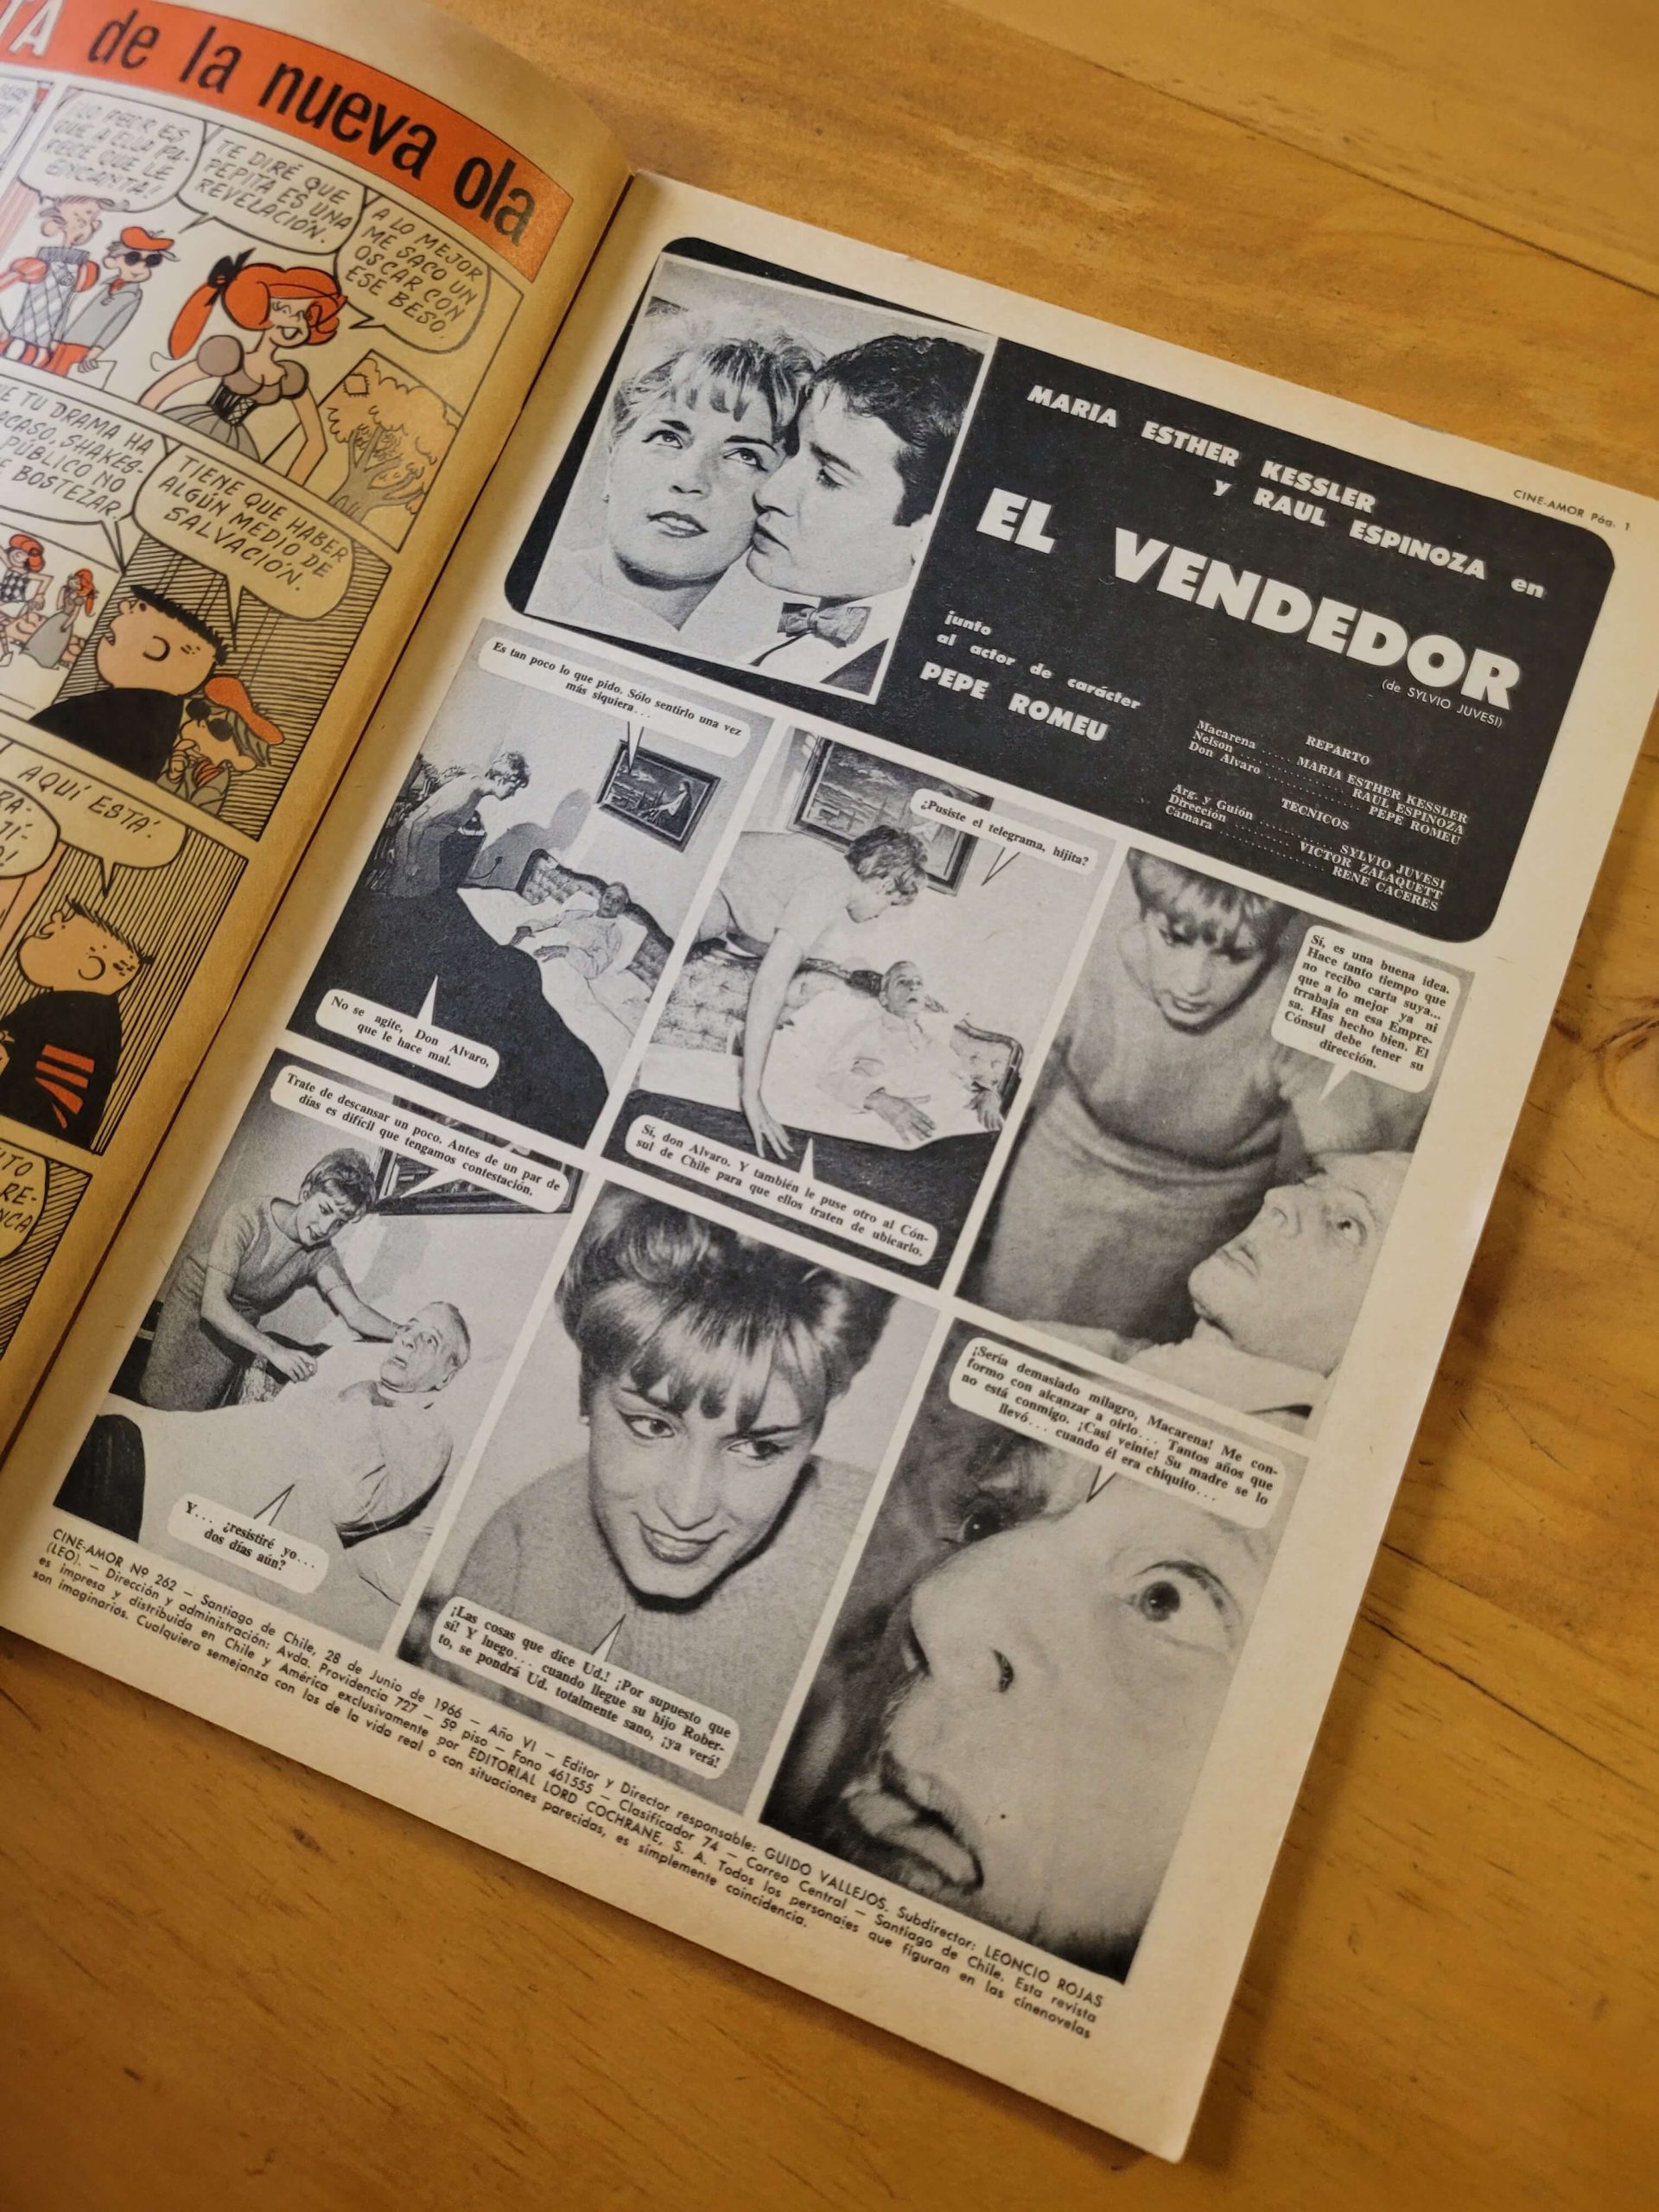 TA de la nueva ola
¡LO PEOR ES
QUE A ELLA PA-
RECE QUE LE
ENCANTA!
TE DIRÉ QUE
PEPITA ES UNA
REVELACIÓN.
A LO MEJOR
ME SACO UN
OSCAR CON
ESE BESO.
E TU DRAMA HA
ACASO, SHAKES-
PÚBLICO NO
E BOSTEZAR.
TIENE QUE HABER
ALGÚN MEDIO DE
SALVACIÓN.
AQUÍ ESTÁ.
CINE-AMOR Pág. 1
MARIA ESTHER KESSLER
y RAUL ESPINOZA en
EL VENDEDOR
(de SYLVIO JUVESI)
junto
al actor de carácter
PEPE ROMEU
REPARTO
Macarena .... MARIA ESTHER KESSLER
Nelson .......... RAUL ESPINOZA
Don Alvaro ............ PEPE ROMEU
TECNICOS
Arg. y Guión .......... SYLVIO JUVESI
Dirección ......... VICTOR ZALAQUETT
Cámara ............... RENE CACERES
Es tan poco lo que pido. Sólo sentirlo una vez
más siquiera...
No se agite, Don Alvaro,
que le hace mal.
¿Pusiste el telegrama, hijita?
Sí, don Alvaro. Y también le puse otro al Cón-
sul de Chile para que ellos traten de ubicarlo.
Sí, es una buena idea.
Hace tanto tiempo que
no recibo carta suya...
que a lo mejor ya ni
trrabaja en esa Empre-
sa. Has hecho bien. El
Cónsul debe tener su
dirección.
Trate de descansar un poco. Antes de un par de
días es difícil que tengamos contestación.
Y... ¿resistiré yo...
dos días aún?
¡Las cosas que dice Ud.! ¡Por supuesto que
sí! Y luego... cuando llegue su hijo Rober-
to, se pondrá Ud. totalmente sano, ¡ya verá!
¡Sería demasiado milagro, Macarena! Me con-
formo con alcanzar a oirlo... Tantos años que
no está conmigo. ¡Casi veinte! Su madre se lo
llevó... cuando él era chiquito...
CINE-AMOR Nº 262 — Santiago de Chile, 28 de Junio de 1966 — Año VI — Editor y Director responsable: GUIDO VALLEJOS. Subdirector: LEONCIO ROJAS
(LEO). — Dirección y administración: Avda. Providencia 727 — 5º piso — Fono 461555 — Clasificador 74 — Correo Central — Santiago de Chile. Esta revista
es impresa y distribuida en Chile y América exclusivamente por EDITORIAL LORD COCHRANE, S. A. Todos los personajes que figuran en las cinenovelas
son imaginarios. Cualquiera semejanza con los de la vida real o con situaciones parecidas, es simplemente coincidencia.